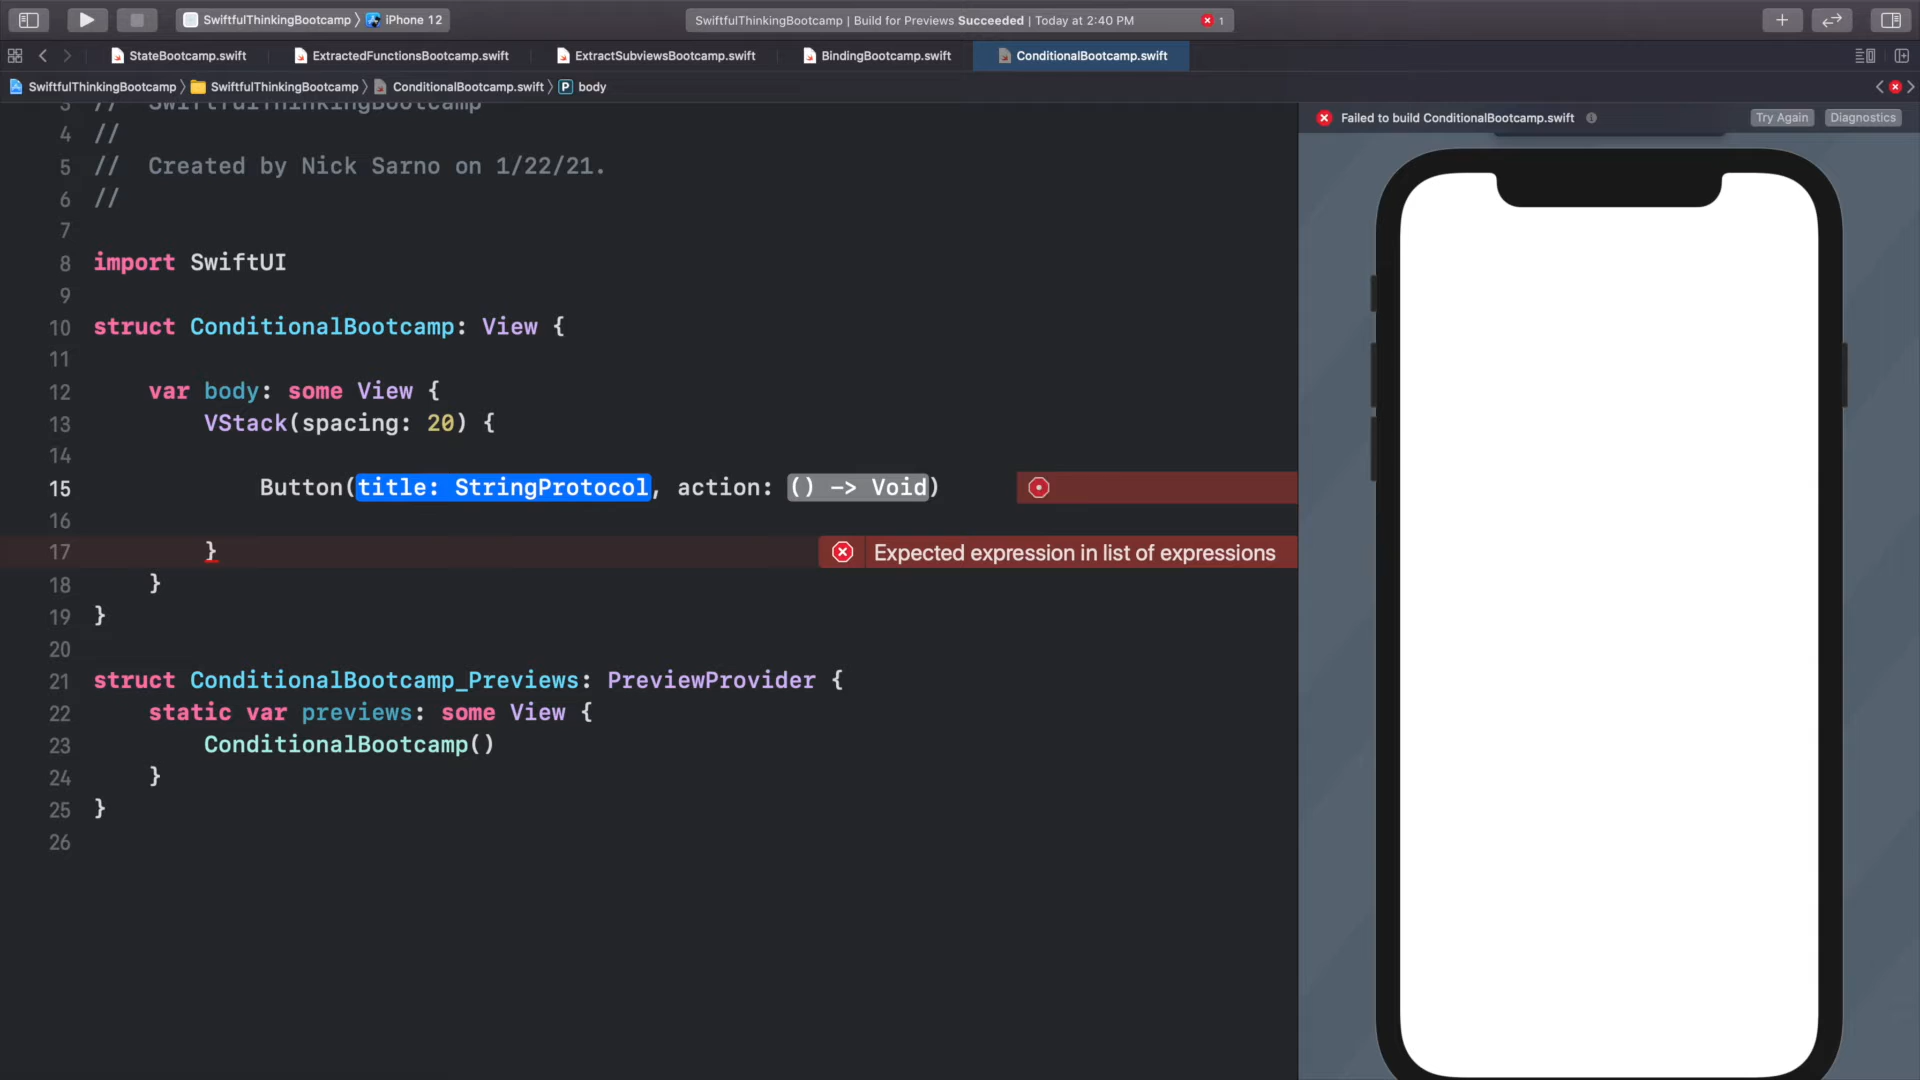 SwiftfulThinkingBootcamp 〉 iPhone 12
SwiftfulThinkingBootcamp | Build for Previews Succeeded | Today at 2:40 PM
1
StateBootcamp.swift
ExtractedFunctionsBootcamp.swift
ExtractSubviewsBootcamp.swift
BindingBootcamp.swift
ConditionalBootcamp.swift
SwiftfulThinkingBootcamp 〉 SwiftfulThinkingBootcamp 〉 ConditionalBootcamp.swift 〉 P body
Failed to build ConditionalBootcamp.swift
Try Again
Diagnostics
3 // SwiftfulThinkingBootcamp
4 //
5 // Created by Nick Sarno on 1/22/21.
6 //
7
8 import SwiftUI
9
10 struct ConditionalBootcamp: View {
11
12 var body: some View {
13 VStack(spacing: 20) {
14
15 Button(title: StringProtocol, action: () -> Void)
16
17 }
Expected expression in list of expressions
18 }
19 }
20
21 struct ConditionalBootcamp_Previews: PreviewProvider {
22 static var previews: some View {
23 ConditionalBootcamp()
24 }
25 }
26